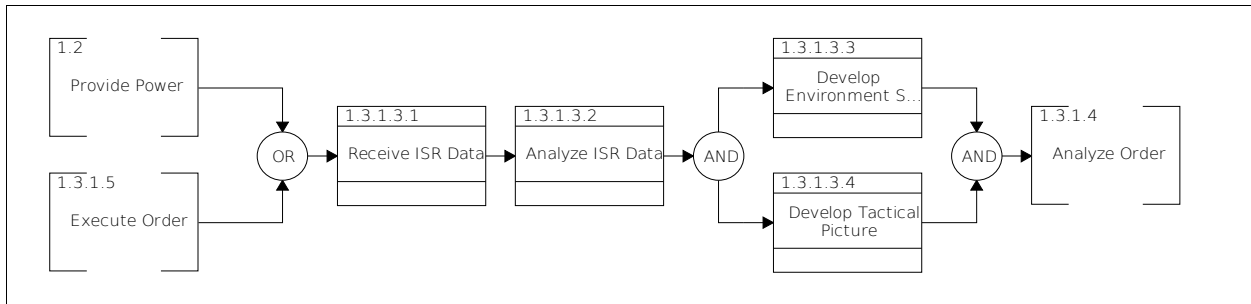 1.2
Provide Power
1.3.1.5
Execute Order
OR
1.3.1.3.1
Receive ISR Data
1.3.1.3.2
Analyze ISR Data
AND
1.3.1.3.3
Develop
Environment S...
1.3.1.3.4
Develop Tactical
Picture
AND
1.3.1.4
Analyze Order